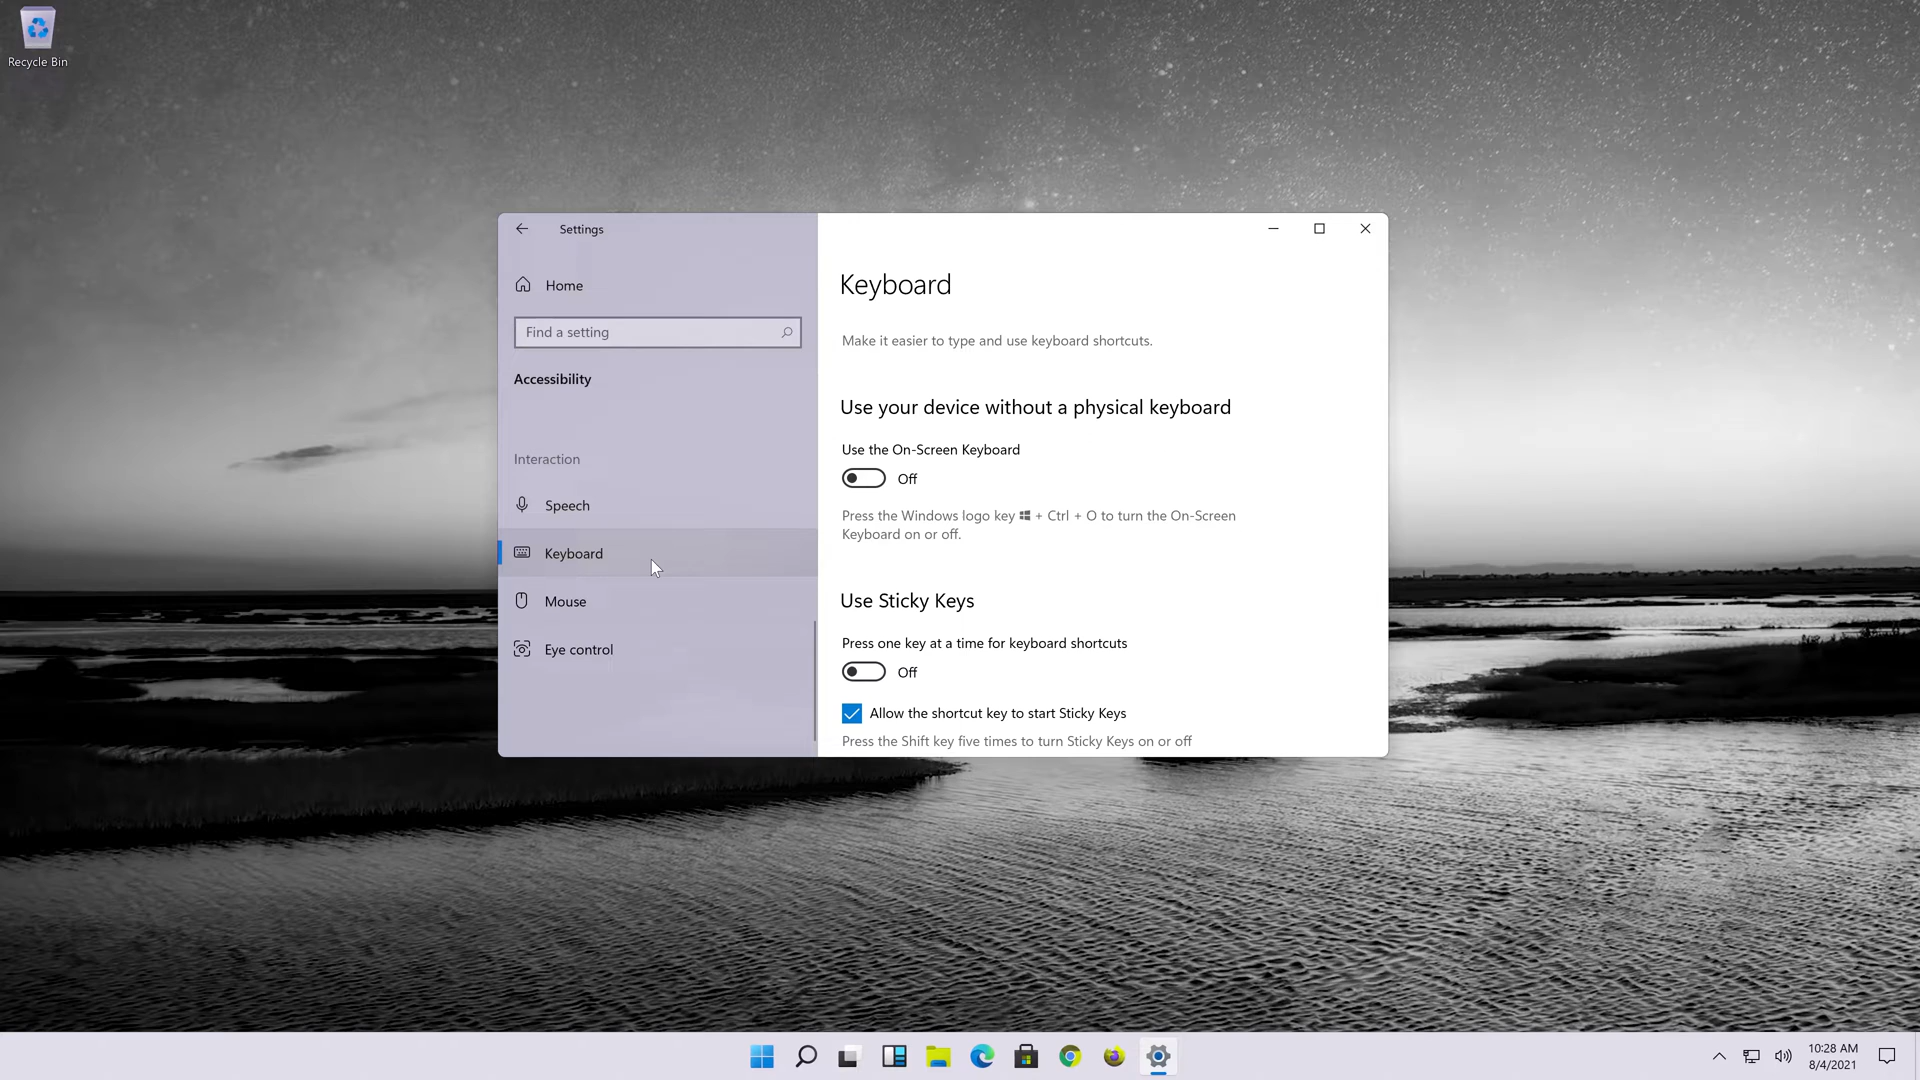 Recycle Bin
Settings
Home
Find a setting
Accessibility
Interaction
Speech
Keyboard
Mouse
Eye control
Keyboard
Make it easier to type and use keyboard shortcuts.
Use your device without a physical keyboard
Use the On-Screen Keyboard
Off
Press the Windows logo key + Ctrl + O to turn the On-Screen
Keyboard on or off.
Use Sticky Keys
Press one key at a time for keyboard shortcuts
Off
Allow the shortcut key to start Sticky Keys
Press the Shift key five times to turn Sticky Keys on or off
10:28 AM
8/4/2021